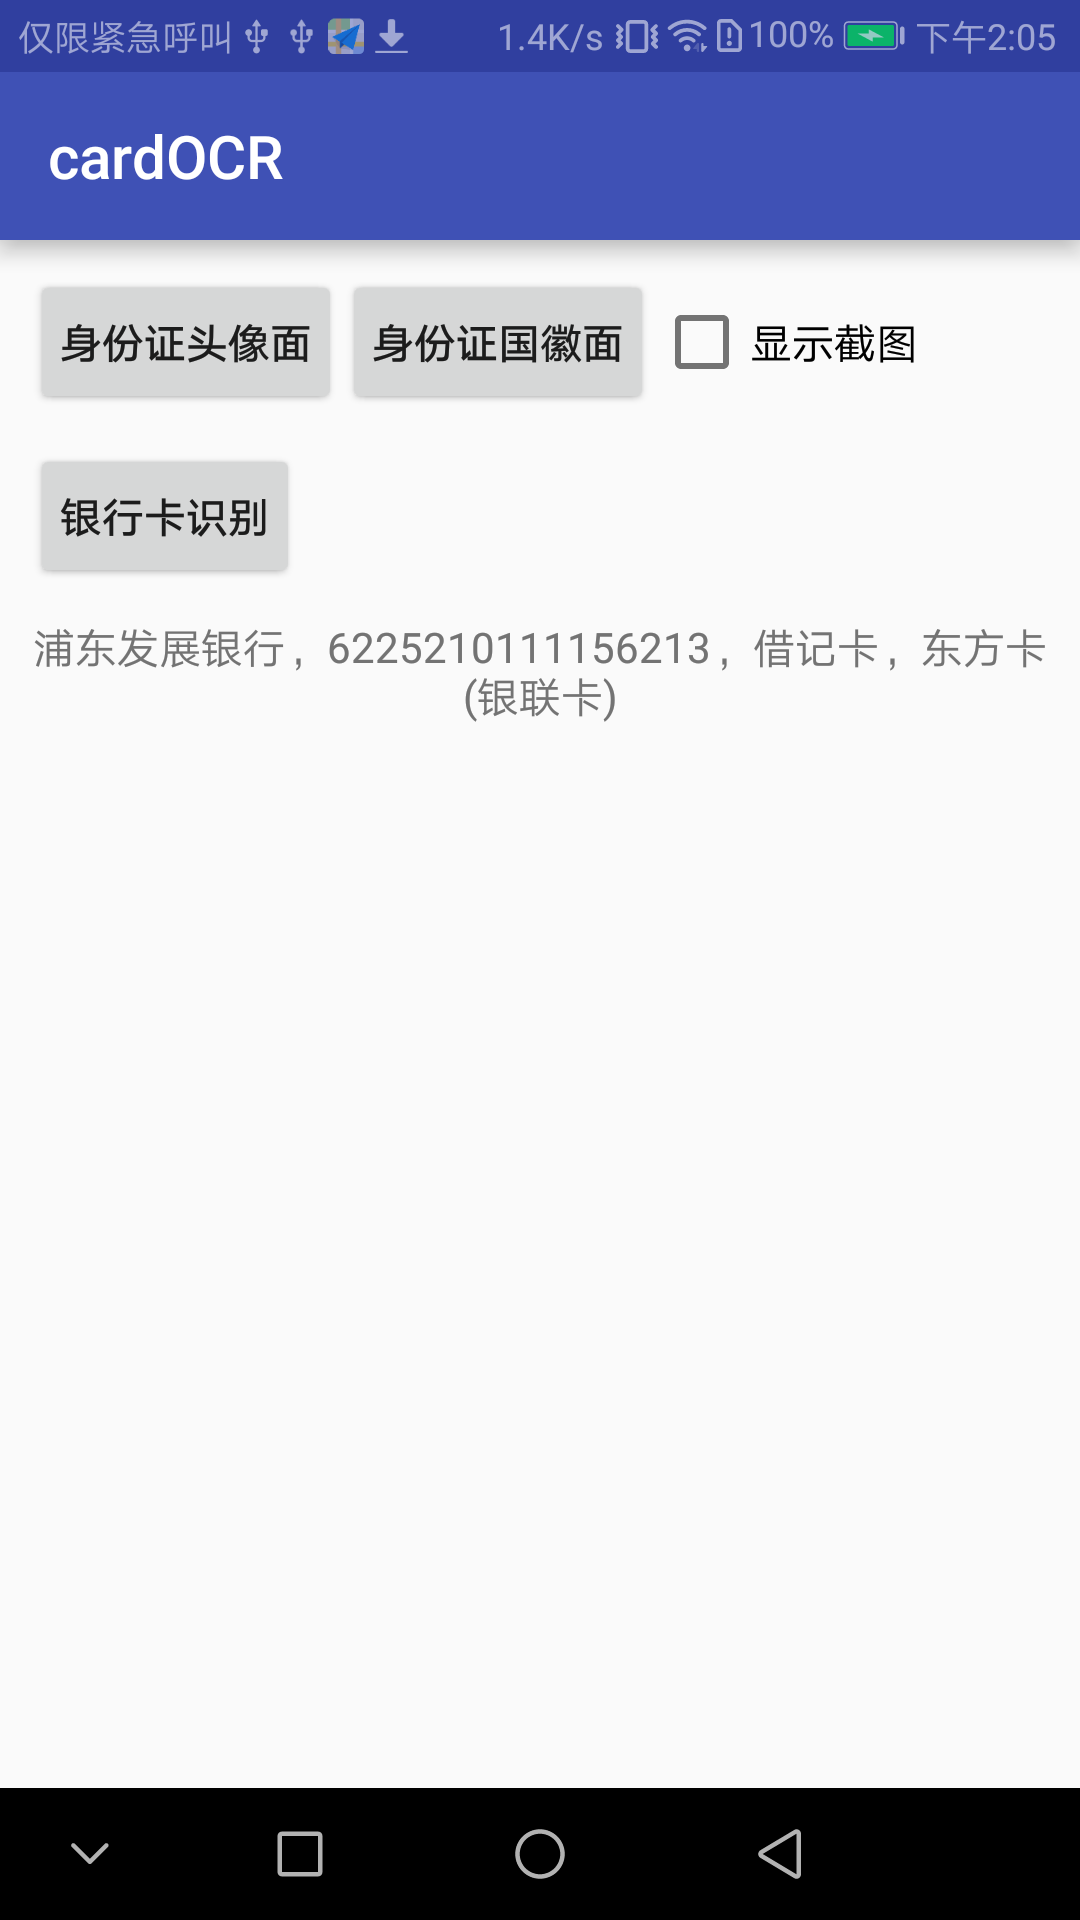 仅限紧急呼叫 1.4K/s 100% 下午2:05
cardOCR
身份证头像面 身份证国徽面 显示截图
银行卡识别
浦东发展银行，6225210111156213，借记卡，东方卡
(银联卡)